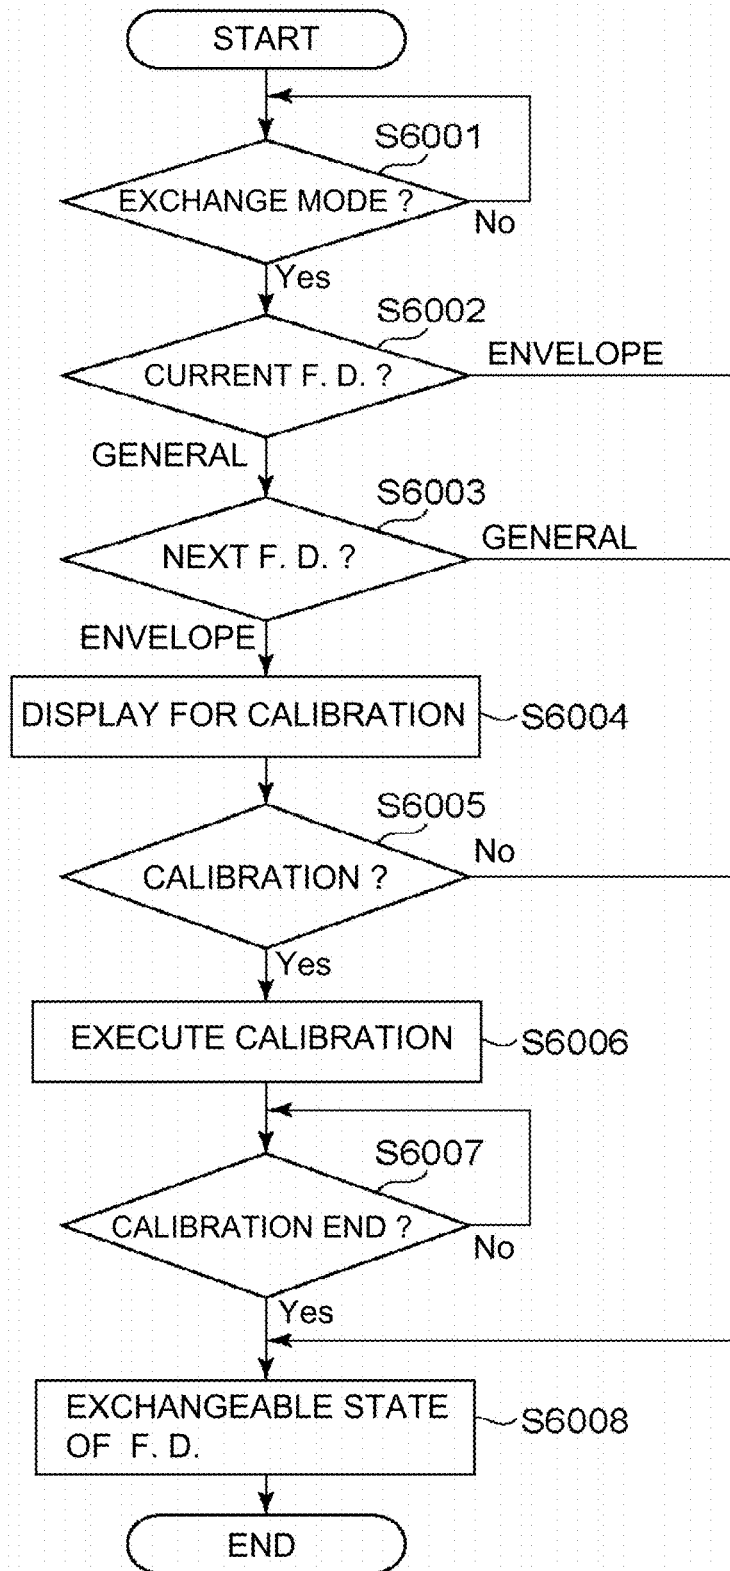 START
S6001
EXCHANGE MODE ?
No
Yes
S6002
CURRENT F. D. ?
ENVELOPE
GENERAL
S6003
NEXT F. D. ?
GENERAL
ENVELOPE
DISPLAY FOR CALIBRATION
S6004
S6005
CALIBRATION ?
No
Yes
EXECUTE CALIBRATION
S6006
S6007
CALIBRATION END ?
No
Yes
EXCHANGEABLE STATE
OF F. D.
S6008
END